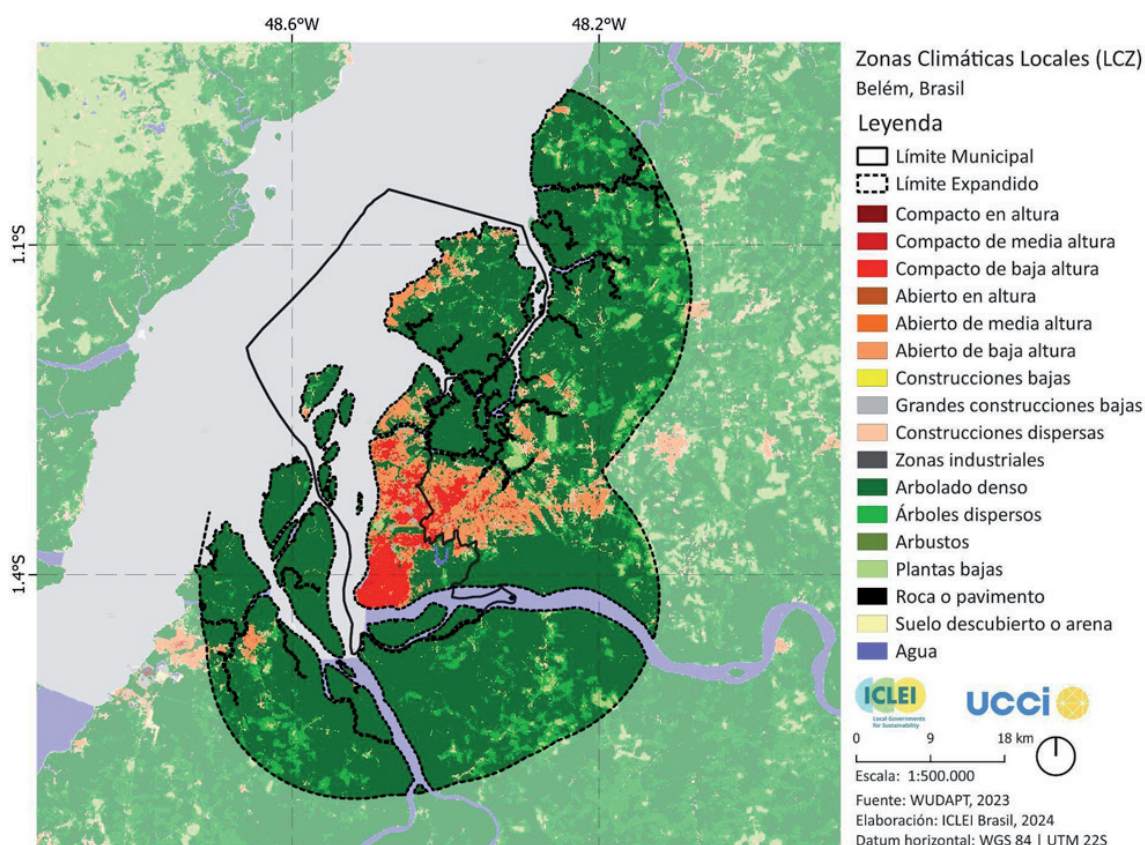 48.6°W
48.2°W
1.1°S
1.4°S
Zonas Climáticas Locales (LCZ)
Belém, Brasil
Leyenda
Límite Municipal
Límite Expandido
Compacto en altura
Compacto de media altura
Compacto de baja altura
Abierto en altura
Abierto de media altura
Abierto de baja altura
Construcciones bajas
Grandes construcciones bajas
Construcciones dispersas
Zonas industriales
Arbolado denso
Árboles dispersos
Arbustos
Plantas bajas
Roca o pavimento
Suelo descubierto o arena
Agua
ICLEI
Local Governments
for Sustainability
UCCI
0 9 18 km
Escala: 1:500.000
Fuente: WUDAPT, 2023
Elaboración: ICLEI Brasil, 2024
Datum horizontal: WGS 84 | UTM 22S